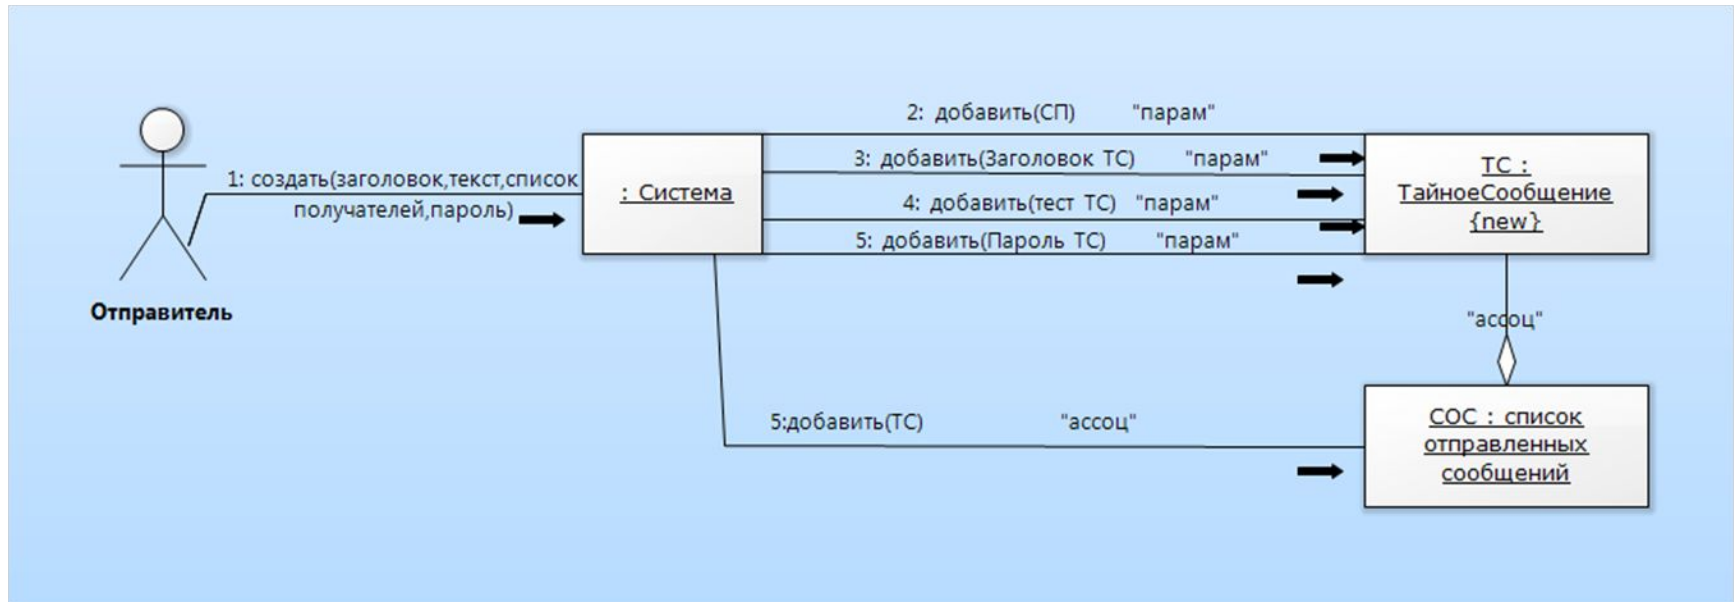 2: добавить(СП) "парам"
3: добавить(Заголовок ТС) "парам"
1: создать(заголовок,текст,список
получателей,пароль)
: Система
4: добавить(тест ТС) "парам"
5: добавить(Пароль ТС) "парам"
ТС :
ТайноеСообщение
{new}
Отправитель
"ассоц"
5:добавить(ТС) "ассоц"
СОС : список
отправленных
сообщений